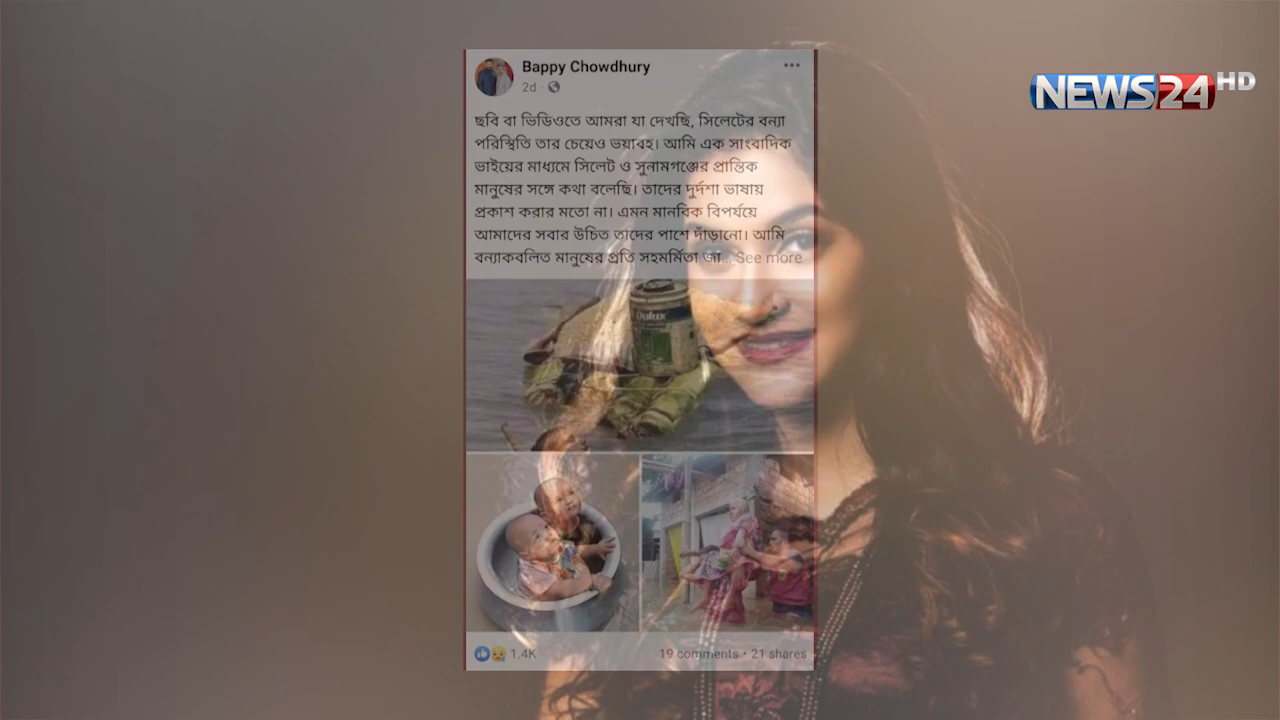 Bappy Chowdhury
2d
ছবি বা ভিডিওতে আমরা যা দেখছি, সিলেটের বন্যা
পরিস্থিতি তার চেয়েও ভয়াবহ। আমি এক সাংবাদিক
ভাইয়ের মাধ্যমে সিলেট ও সুনামগঞ্জের প্রান্তিক
মানুষের সঙ্গে কথা বলেছি। তাদের দুর্দশা ভাষায়
প্রকাশ করার মতো না। এমন মানবিক বিপর্যয়ে
আমাদের সবার উচিত তাদের পাশে দাঁড়ানো। আমি
বন্যাকবলিত মানুষের প্রতি সহমর্মিতা জা... See more
Dulux
1.4K 19 comments • 21 shares
NEWS24 HD